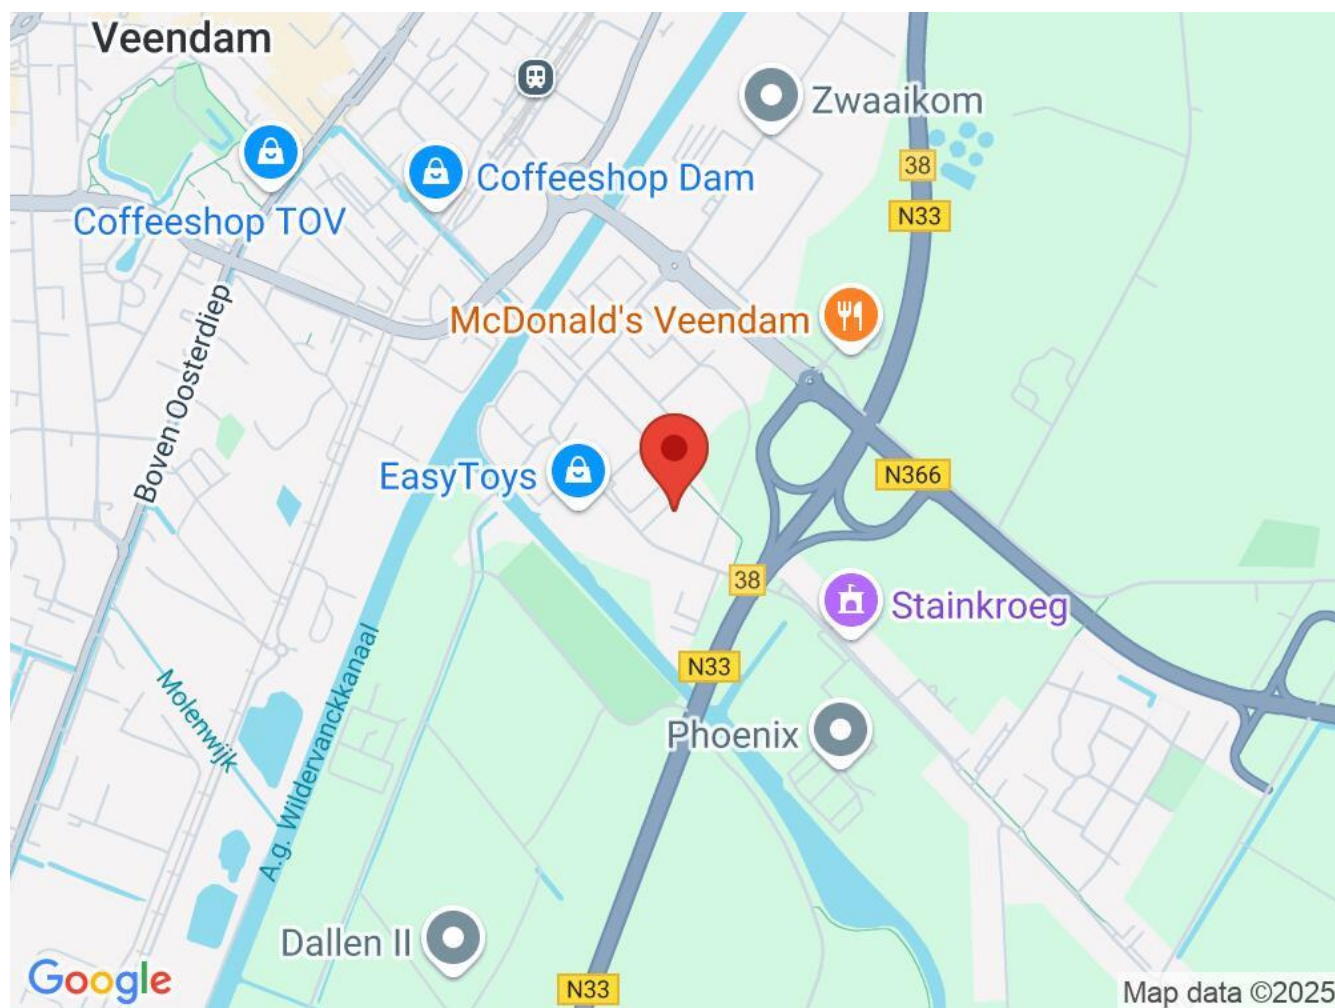 Veendam
Zwaaikom
38
Coffeeshop Dam
Coffeeshop TOV
N33
McDonald's Veendam
Boven Oosterdiep
EasyToys
N366
38
Stainkroeg
N33
Molenwijk
Phoenix
A.g. Wildervanckkanaal
Dallen II
Google
N33
Map data ©2025